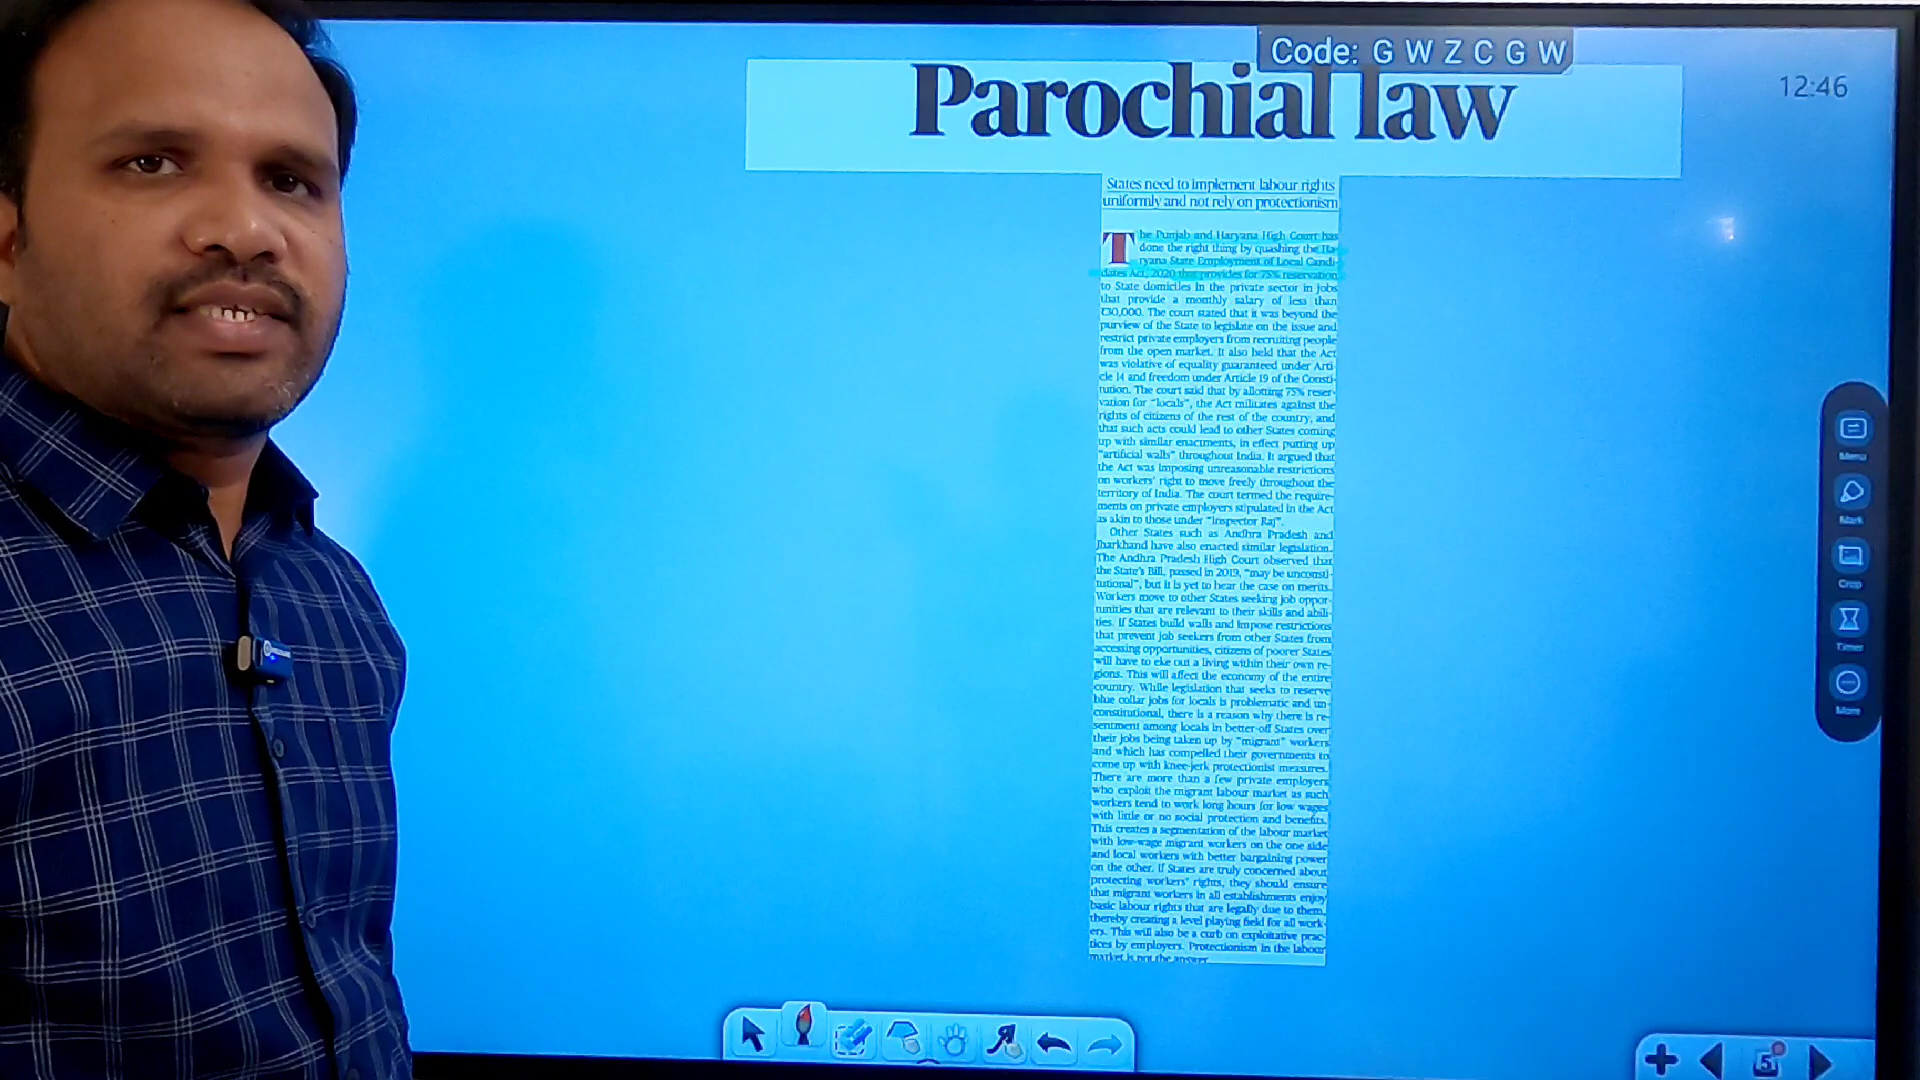 Code: G W Z C G W
12:46
Parochial law
States need to implement labour rights
uniformly and not rely on protectionism
The Punjab and Haryana High Court has
done the right thing by quashing the Ha-
ryana State Employment of Local Candi-
dates Act, 2020 that provides for 75% reservation
to State domiciles in the private sector in jobs
that provide a monthly salary of less than
₹30,000. The court stated that it was beyond the
purview of the State to legislate on the issue and
restrict private employers from recruiting people
from the open market. It also held that the Act
was violative of equality guaranteed under Arti-
cle 14 and freedom under Article 19 of the Consti-
tution. The court said that by allotting 75% reser-
vation for "locals", the Act militates against the
rights of citizens of the rest of the country, and
that such acts could lead to other States coming
up with similar enactments, in effect putting up
"artificial walls" throughout India. It argued that
the Act was imposing unreasonable restrictions
on workers' right to move freely throughout the
territory of India. The court termed the require-
ments on private employers stipulated in the Act
as akin to those under "Inspector Raj".
Other States such as Andhra Pradesh and
Jharkhand have also enacted similar legislation.
The Andhra Pradesh High Court observed that
the State's Bill, passed in 2019, "may be unconsti-
tutional", but it is yet to hear the case on merits.
Workers move to other States seeking job oppor-
tunities that are relevant to their skills and abili-
ties. If States build walls and impose restrictions
that prevent job seekers from other States from
accessing opportunities, citizens of poorer States
will have to eke out a living within their own re-
gions. This will affect the economy of the entire
country. While legislation that seeks to reserve
blue collar jobs for locals is problematic and un-
constitutional, there is a reason why there is re-
sentment among locals in better-off States over
their jobs being taken up by "migrant" workers
and which has compelled their governments to
come up with knee-jerk protectionist measures.
There are more than a few private employers
who exploit the migrant labour market as such
workers tend to work long hours for low wages
with little or no social protection and benefits.
This creates a segmentation of the labour market
with low-wage migrant workers on the one side
and local workers with better bargaining power
on the other. If States are truly concerned about
protecting workers' rights, they should ensure
that migrant workers in all establishments enjoy
basic labour rights that are legally due to them,
thereby creating a level playing field for all work-
ers. This will also be a curb on exploitative prac-
tices by employers. Protectionism in the labour
market is not the answer.
Menu
Mark
Crop
Timer
More
5